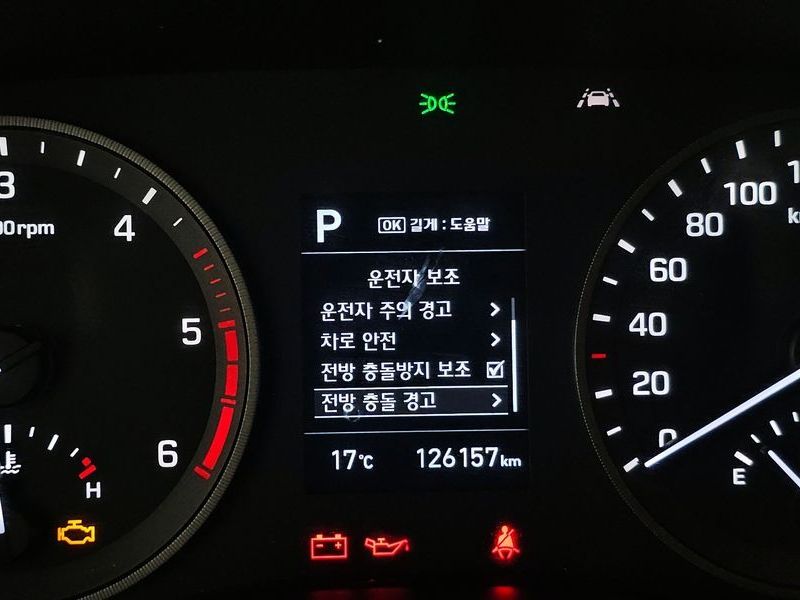 P
OK 길게 : 도움말
운전자 보조
운전자 주의 경고
차로 안전
전방 충돌방지 보조
전방 충돌 경고
17℃ 126157km
3
4
5
6
H
100
80
60
40
20
0
E